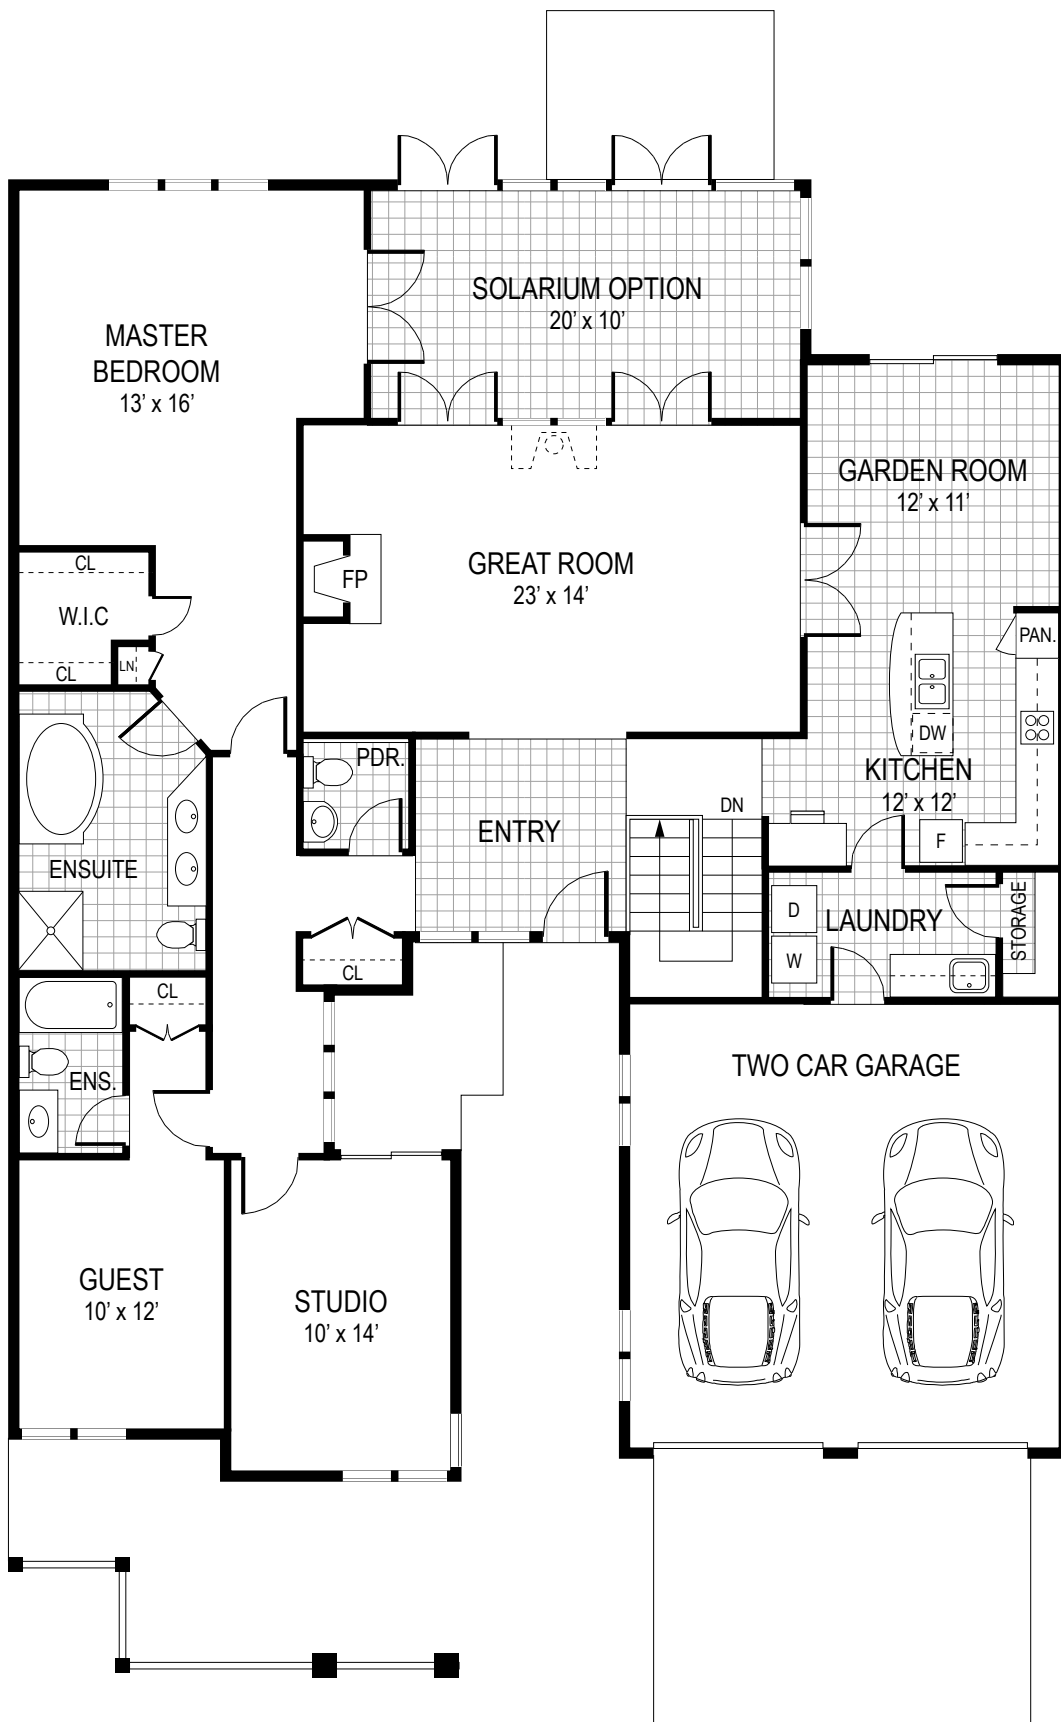 SOLARIUM OPTION
20’ x 10’
MASTER
BEDROOM
13’ x 16’
GARDEN ROOM
12’ x 11’
CL
W.I.C
CL
LN
FP
GREAT ROOM
23’ x 14’
PAN.
DW
KITCHEN
12’ x 12’
F
PDR.
ENTRY
DN
ENSUITE
D
W
LAUNDRY
STORAGE
CL
CL
ENS.
TWO CAR GARAGE
GUEST
10’ x 12’
STUDIO
10’ x 14’